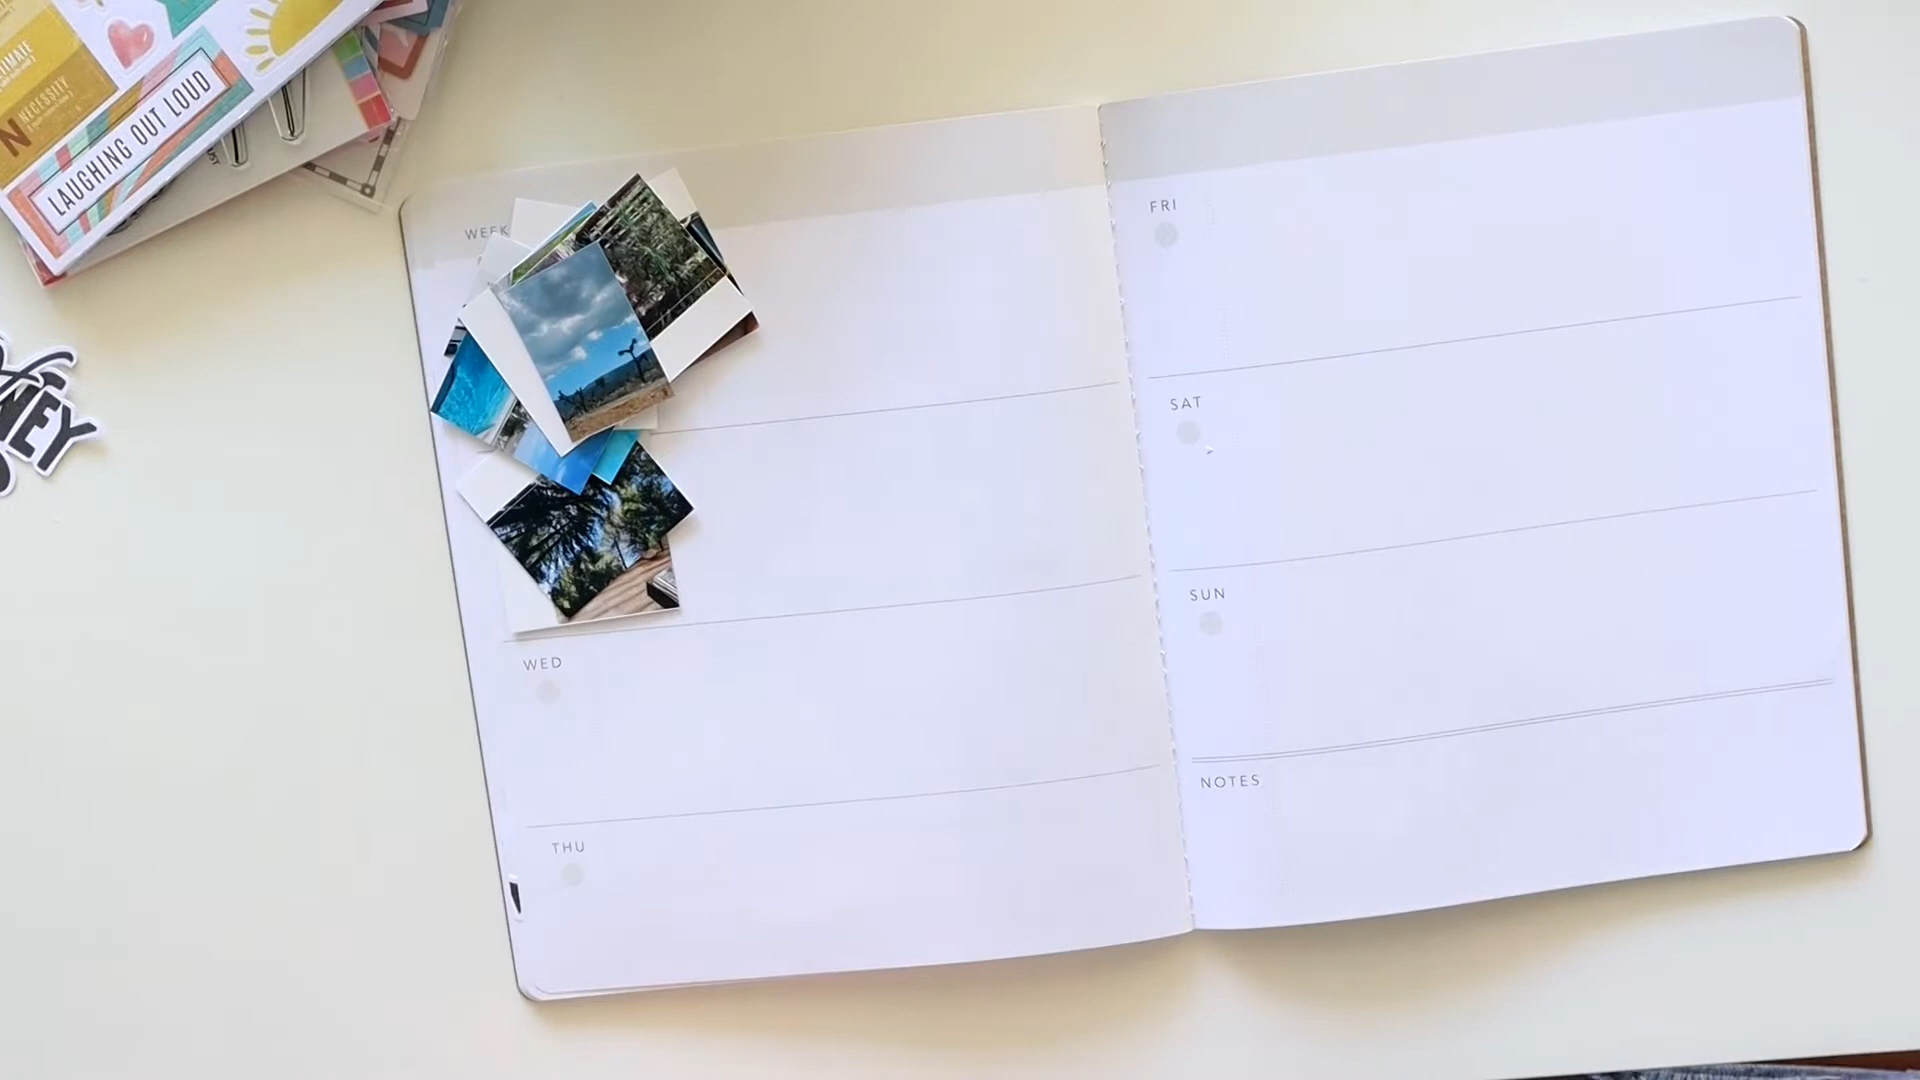 NECESSITY
LAUGHING OUT LOUD
WEEK
WED
THU
FRI
SAT
SUN
NOTES